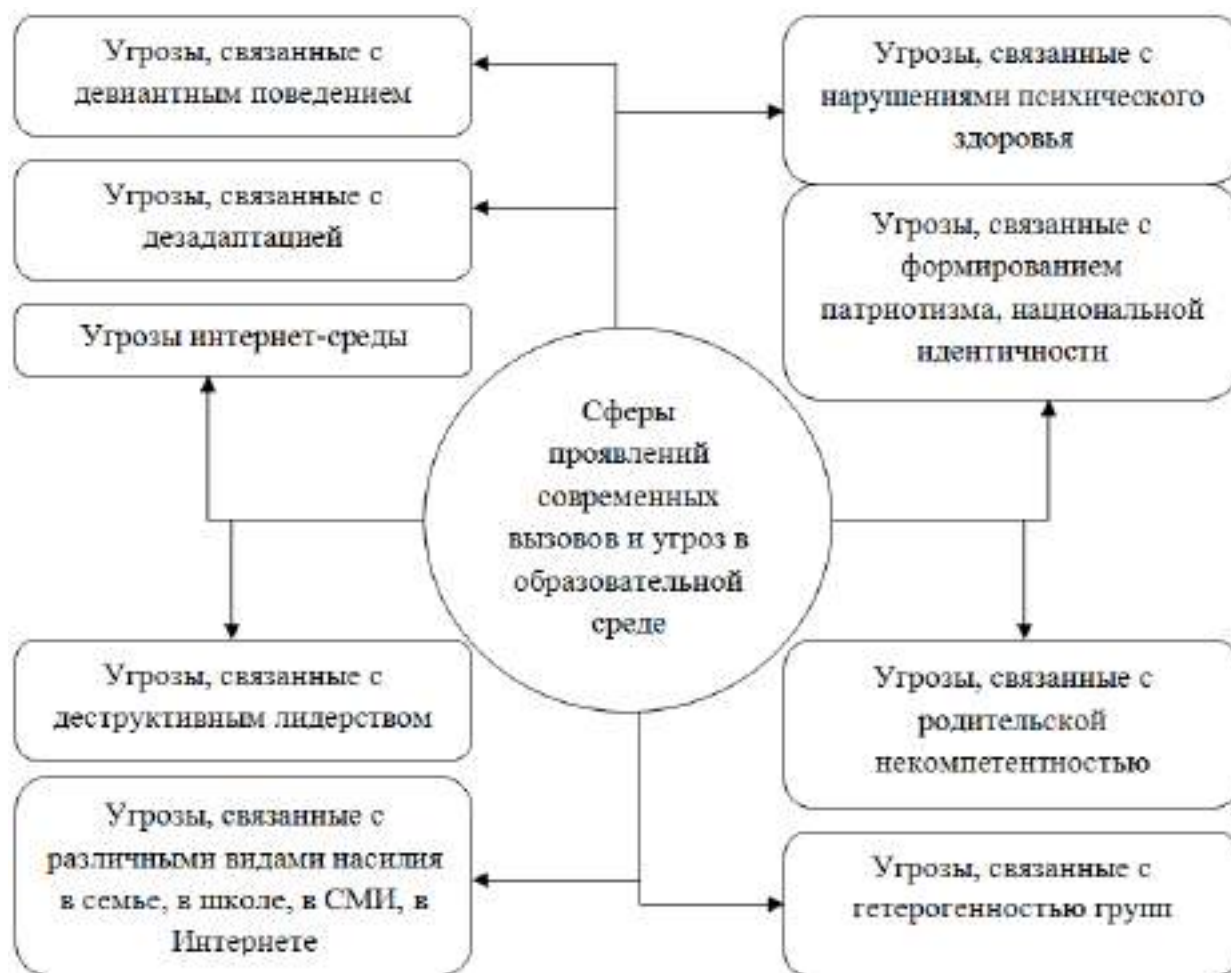 Угрозы, связанные с
девиантным поведением
Угрозы, связанные с
дезадаптацией
Угрозы интернет-среды
Угрозы, связанные с
нарушениями психического
здоровья
Угрозы, связанные с
формированием
патриотизма, национальной
идентичности
Сферы
проявлений
современных
вызовов и угроз в
образовательной
среде
Угрозы, связанные с
деструктивным лидерством
Угрозы, связанные с
различными видами насилия
в семье, в школе, в СМИ, в
Интернете
Угрозы, связанные с
родительской
некомпетентностью
Угрозы, связанные с
гетерогенностью групп